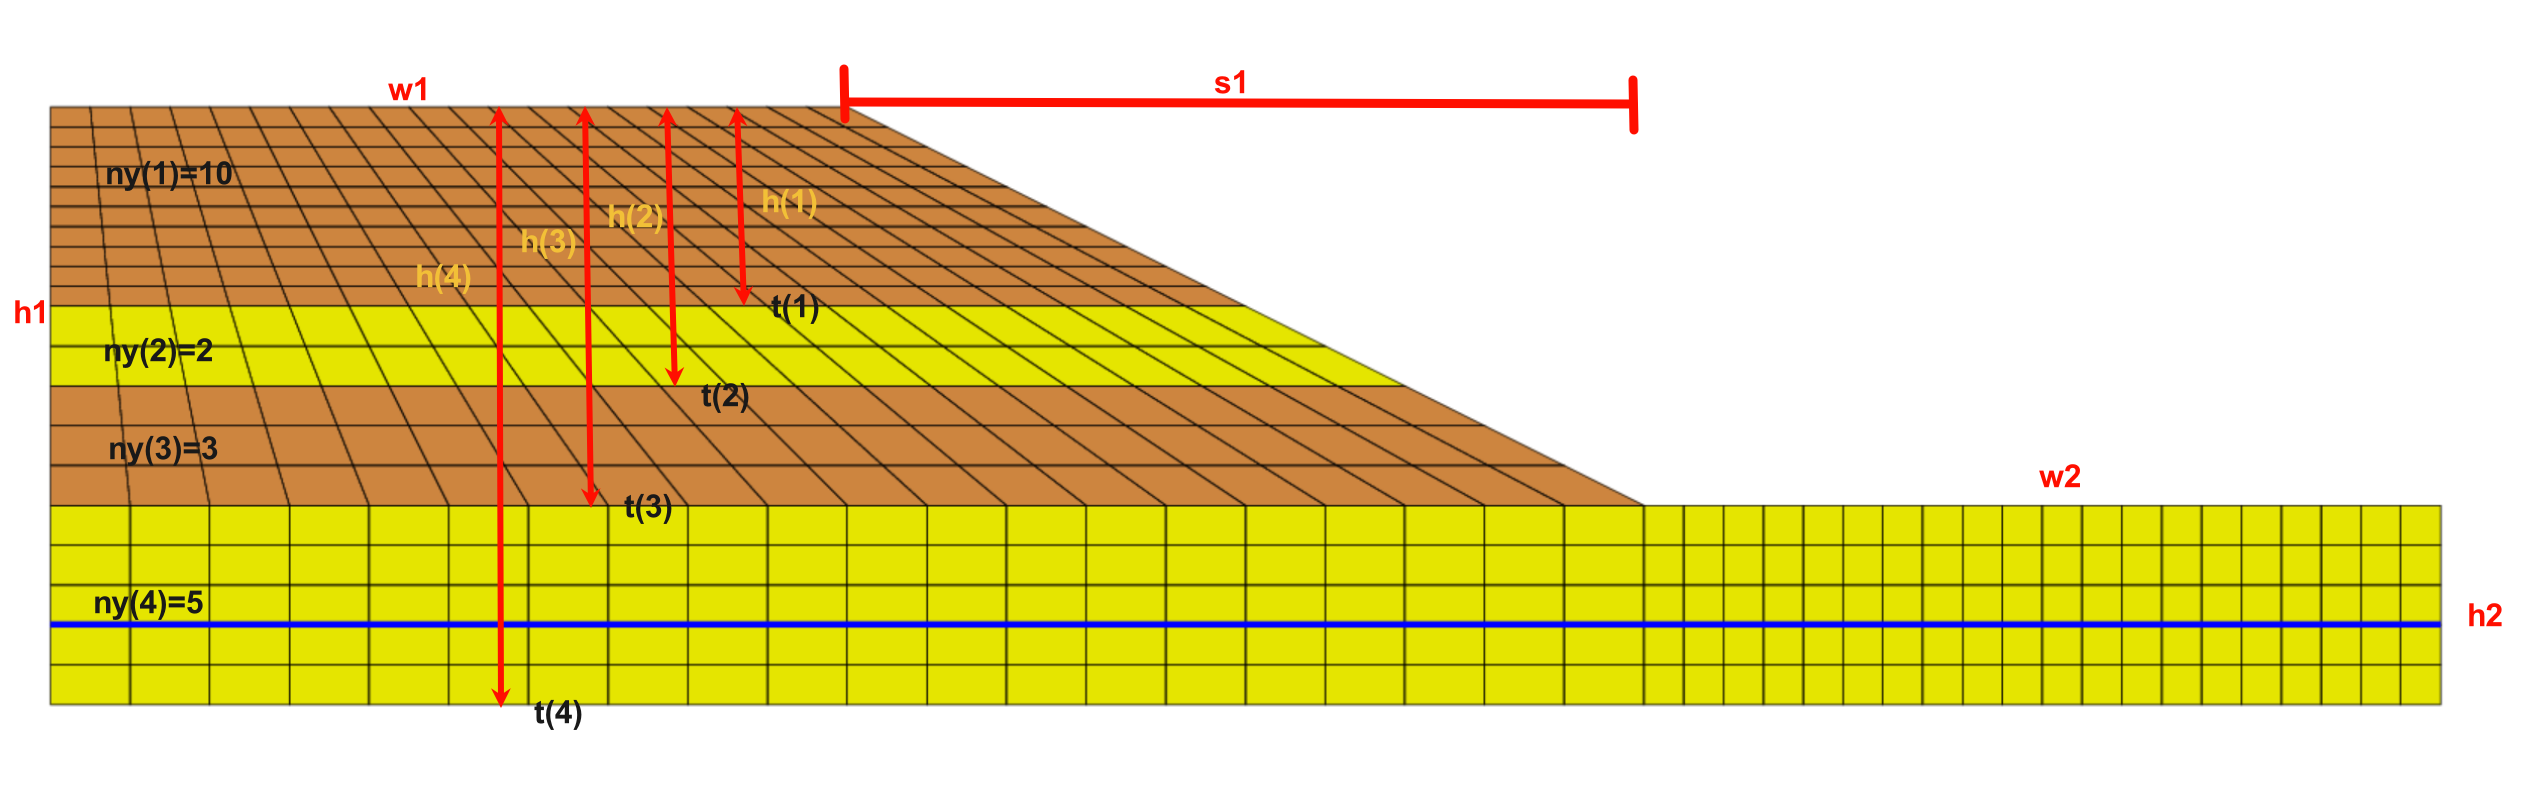 w1
s1
ny(1)=10
h(1)
h(2)
h(3)
h(4)
h1
t(1)
ny(2)=2
t(2)
ny(3)=3
w2
t(3)
ny(4)=5
h2
t(4)